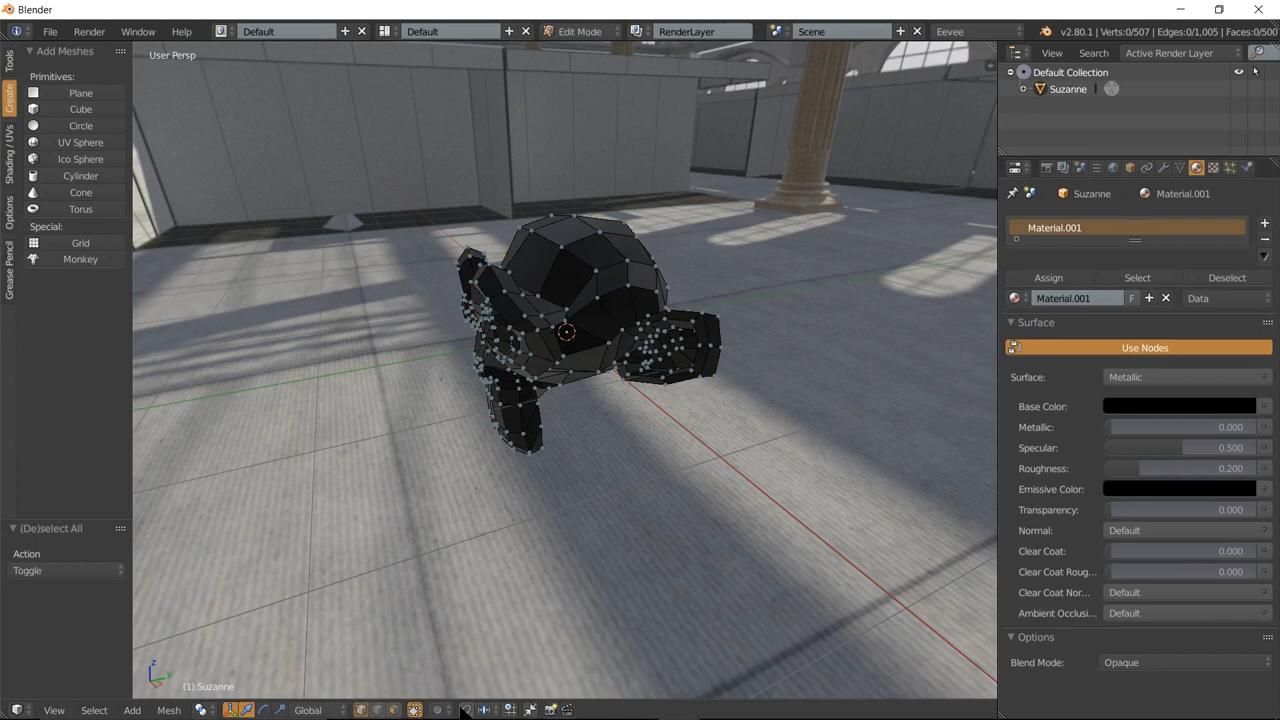 Blender
File Render Window Help Default Default Edit Mode RenderLayer Scene Eevee v2.80.1 | Verts:0/507 | Edges:0/1,005 | Faces:0/500
Tools
Create
Shading / UVs
Options
Grease Pencil
Add Meshes
Primitives:
Plane
Cube
Circle
UV Sphere
Ico Sphere
Cylinder
Cone
Torus
Special:
Grid
Monkey
(De)select All
Action
Toggle
User Persp
z
y
x
(1) Suzanne
View Select Add Mesh Global
View Search Active Render Layer
Default Collection
Suzanne
Suzanne Material.001
Material.001
Assign Select Deselect
Material.001 F Data
Surface
Use Nodes
Surface: Metallic
Base Color:
Metallic: 0.000
Specular: 0.500
Roughness: 0.200
Emissive Color:
Transparency: 0.000
Normal: Default
Clear Coat: 0.000
Clear Coat Roug... 0.000
Clear Coat Nor... Default
Ambient Occlusi... Default
Options
Blend Mode: Opaque